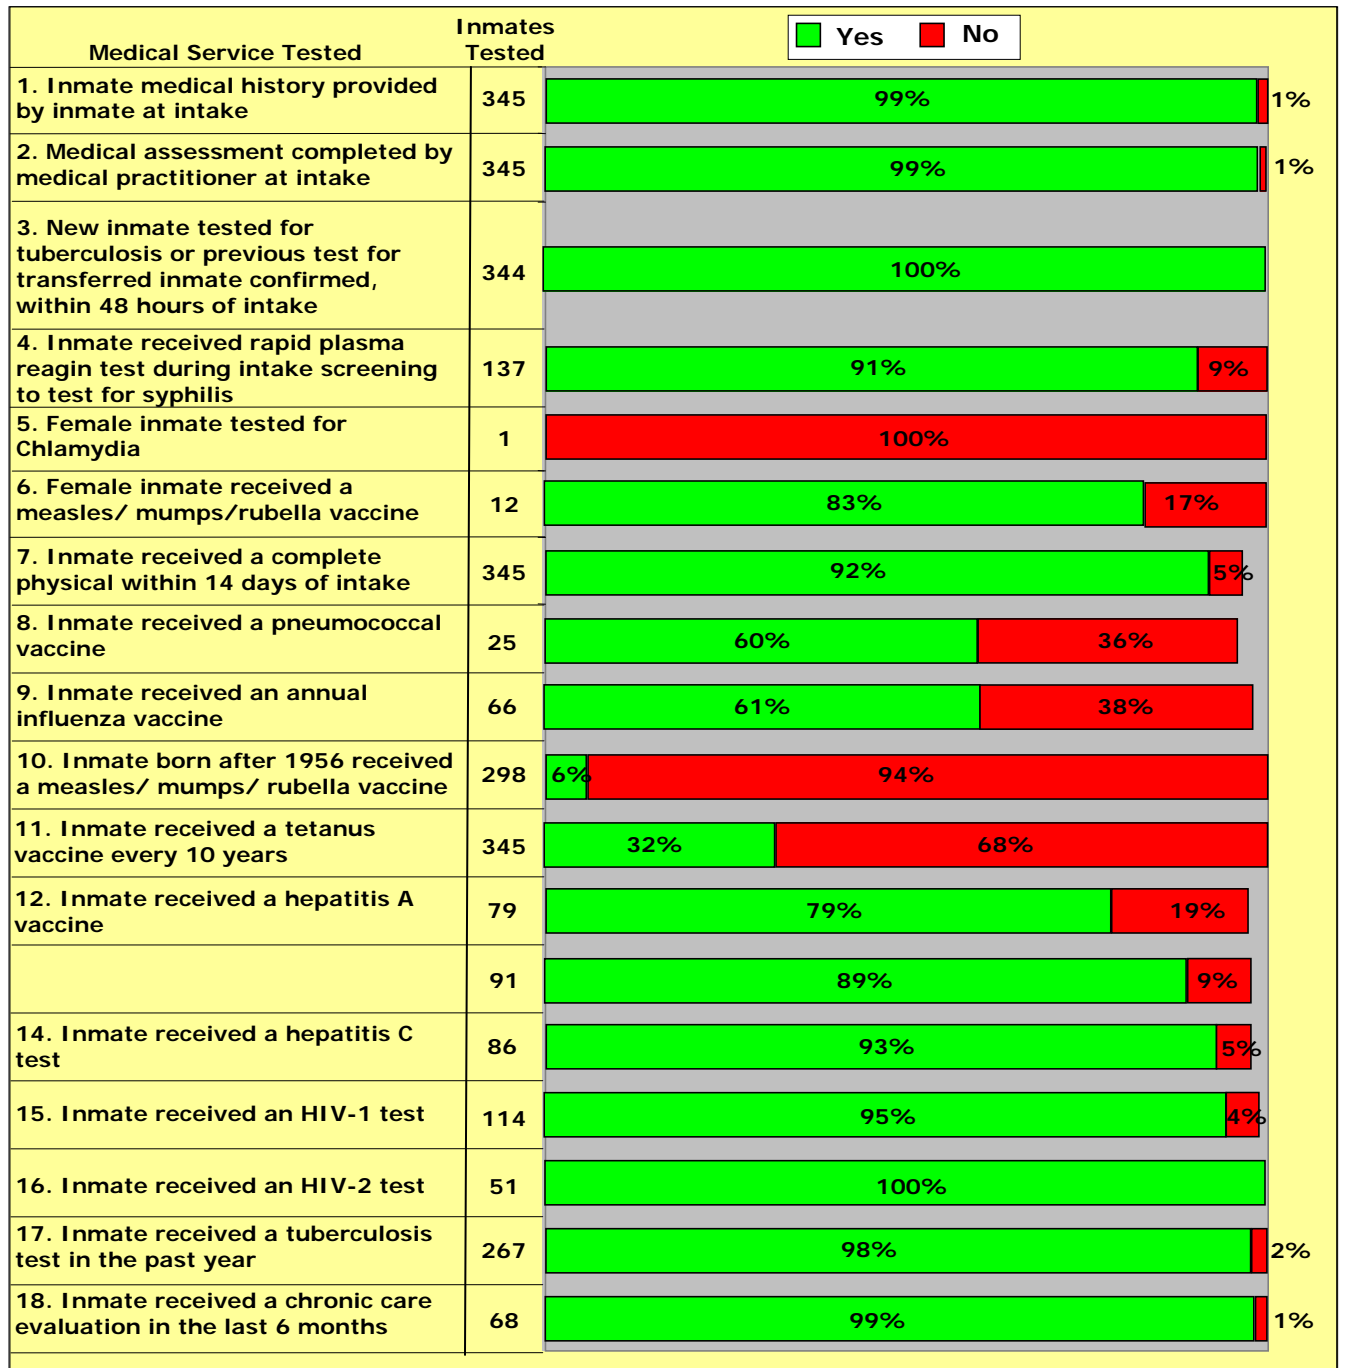 Medical Service Tested
Inmates
Tested
Yes
No
1. Inmate medical history provided
by inmate at intake
345
99%
1%
2. Medical assessment completed by
medical practitioner at intake
345
99%
1%
3. New inmate tested for
tuberculosis or previous test for
transferred inmate confirmed,
within 48 hours of intake
344
100%
4. Inmate received rapid plasma
reagin test during intake screening
to test for syphilis
137
91%
9%
5. Female inmate tested for
Chlamydia
1
100%
6. Female inmate received a
measles/ mumps/rubella vaccine
12
83%
17%
7. Inmate received a complete
physical within 14 days of intake
345
92%
5%
8. Inmate received a pneumococcal
vaccine
25
60%
36%
9. Inmate received an annual
influenza vaccine
66
61%
38%
10. Inmate born after 1956 received
a measles/ mumps/ rubella vaccine
298
6%
94%
11. Inmate received a tetanus
vaccine every 10 years
345
32%
68%
12. Inmate received a hepatitis A
vaccine
79
79%
19%
91
89%
9%
14. Inmate received a hepatitis C
test
86
93%
5%
15. Inmate received an HIV-1 test
114
95%
4%
16. Inmate received an HIV-2 test
51
100%
17. Inmate received a tuberculosis
test in the past year
267
98%
2%
18. Inmate received a chronic care
evaluation in the last 6 months
68
99%
1%